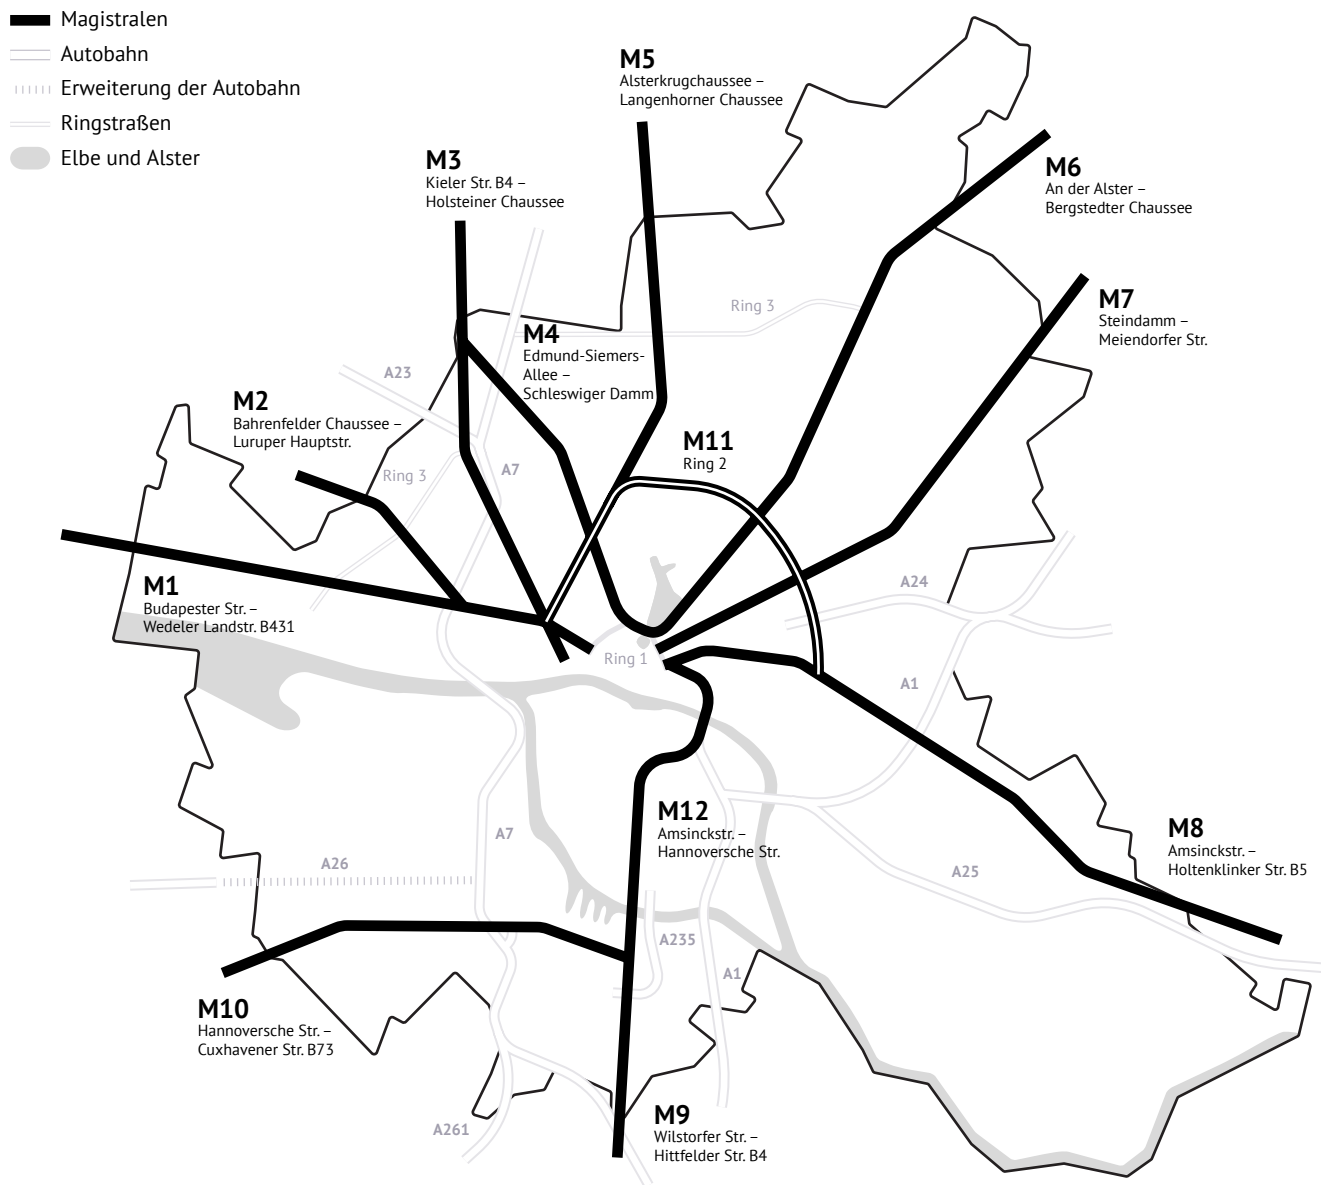 Magistralen
Autobahn
Erweiterung der Autobahn
Ringstraßen
Elbe und Alster
M5
Alsterkrugchaussee –
Langenhorner Chaussee
M3
Kieler Str. B4 –
Holsteiner Chaussee
M6
An der Alster –
Bergstedter Chaussee
M7
Steindamm –
Meiendorfer Str.
Ring 3
M4
Edmund-Siemers-
Allee –
Schleswiger Damm
A23
M2
Bahrenfelder Chaussee –
Luruper Hauptstr.
M11
Ring 2
Ring 3
A7
M1
Budapester Str. –
Wedeler Landstr. B431
A24
Ring 1
A1
M12
Amsinckstr. –
Hannoversche Str.
M8
Amsinckstr. –
Holtenklinker Str. B5
A7
A26
A25
A235
A1
M10
Hannoversche Str. –
Cuxhavener Str. B73
M9
Wilstorfer Str. –
Hittfelder Str. B4
A261